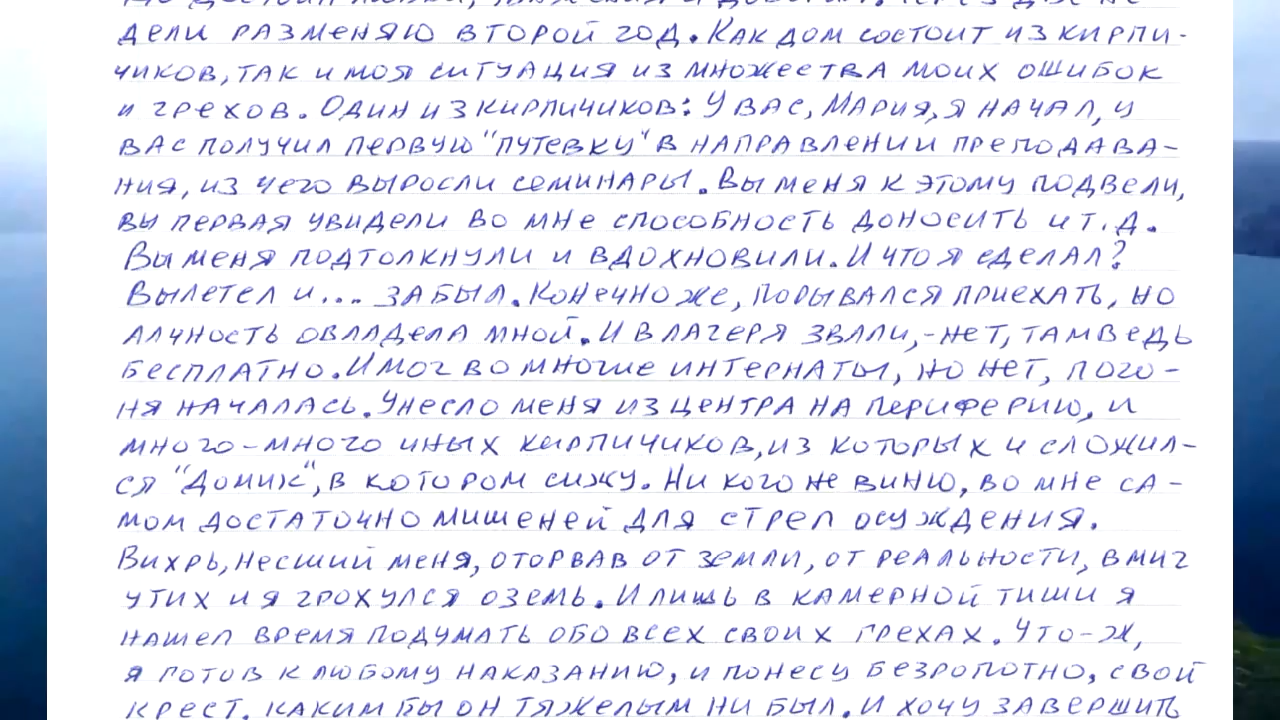 дели разменяю второй год. Как дом состоит из кирпи-
чиков, так и моя ситуация из множества моих ошибок
и грехов. Один из кирпичиков: У вас, Мария, я начал, у
вас получил первую "путевку" в направлении преподава-
ния, из чего выросли семинары. Вы меня к этому подвели,
вы первая увидели во мне способность доносить и т.д.
Вы меня подтолкнули и вдохновили. И что я сделал?
Вылетел и... забыл. Конечно же, порывался приехать, но
алчность овладела мной. И в лагеря звали, - нет, там ведь
бесплатно. И мог во многие интернаты, но нет, пого-
ня началась. Унесло меня из центра на периферию, и
много-много иных кирпичиков, из которых и сложил-
ся "Домик", в котором сижу. Ни кого не виню, во мне са-
мом достаточно мишеней для стрел осуждения.
Вихрь, несший меня, оторвав от земли, от реальности, вмиг
утих и я грохулся оземь. И лишь в камерной тиши я
нашел время подумать обо всех своих грехах. Что-ж,
я готов к любому наказанию, и понесу безропотно, свой
крест, каким бы он тяжелым ни был. И хочу завершить